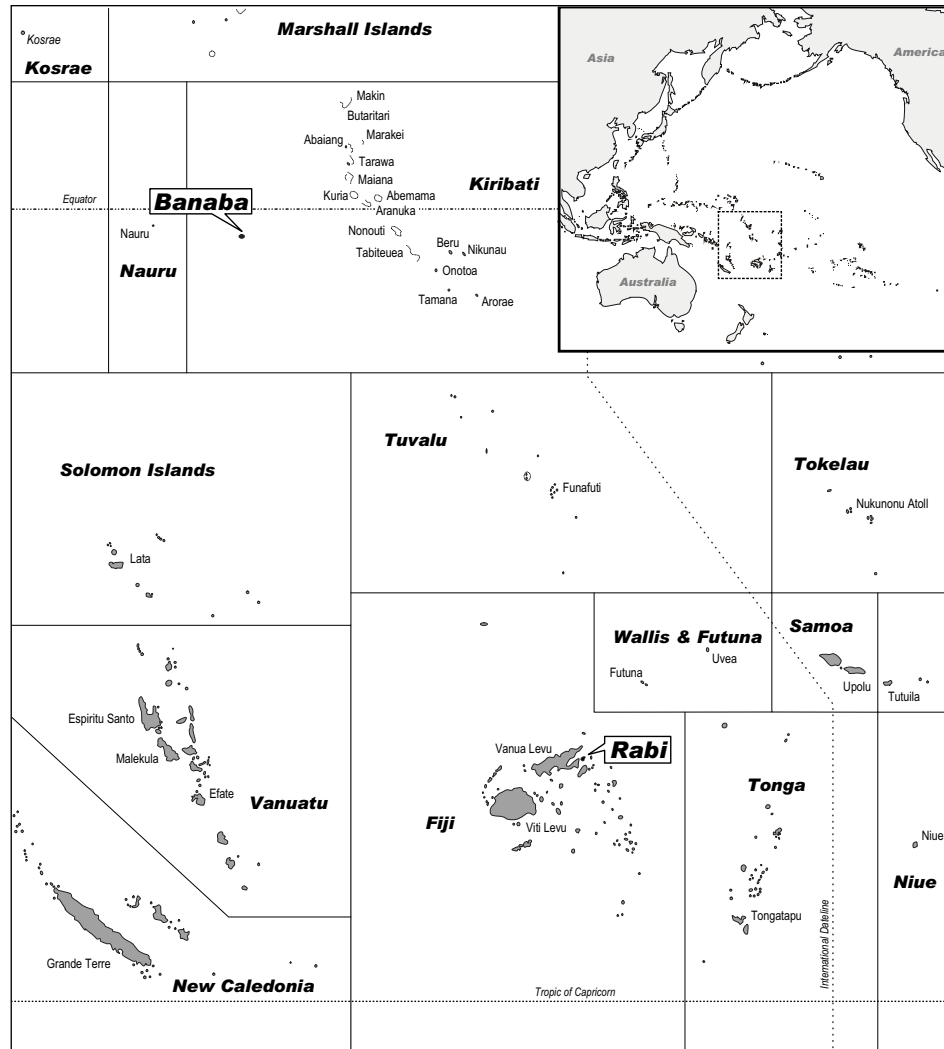 Marshall Islands
Kosrae
Kosrae
Asia
America
Makin
Butaritari
Marakei
Abaiang
Tarawa
Maiana
Kuria
Abemama
Aranuka
Kiribati
Equator
Banaba
Nauru
Nauru
Nonouti
Tabiteuea
Beru
Nikunau
Onotoa
Tamana
Arorae
Australia
Tuvalu
Solomon Islands
Tokelau
Funafuti
Nukunonu Atoll
Lata
Wallis & Futuna
Samoa
Uvea
Futuna
Upolu
Tutuila
Espiritu Santo
Malekula
Efate
Vanuatu
Vanua Levu
Rabi
Fiji
Viti Levu
Tonga
Tongatapu
Niue
Niue
International Dateline
Grande Terre
New Caledonia
Tropic of Capricorn